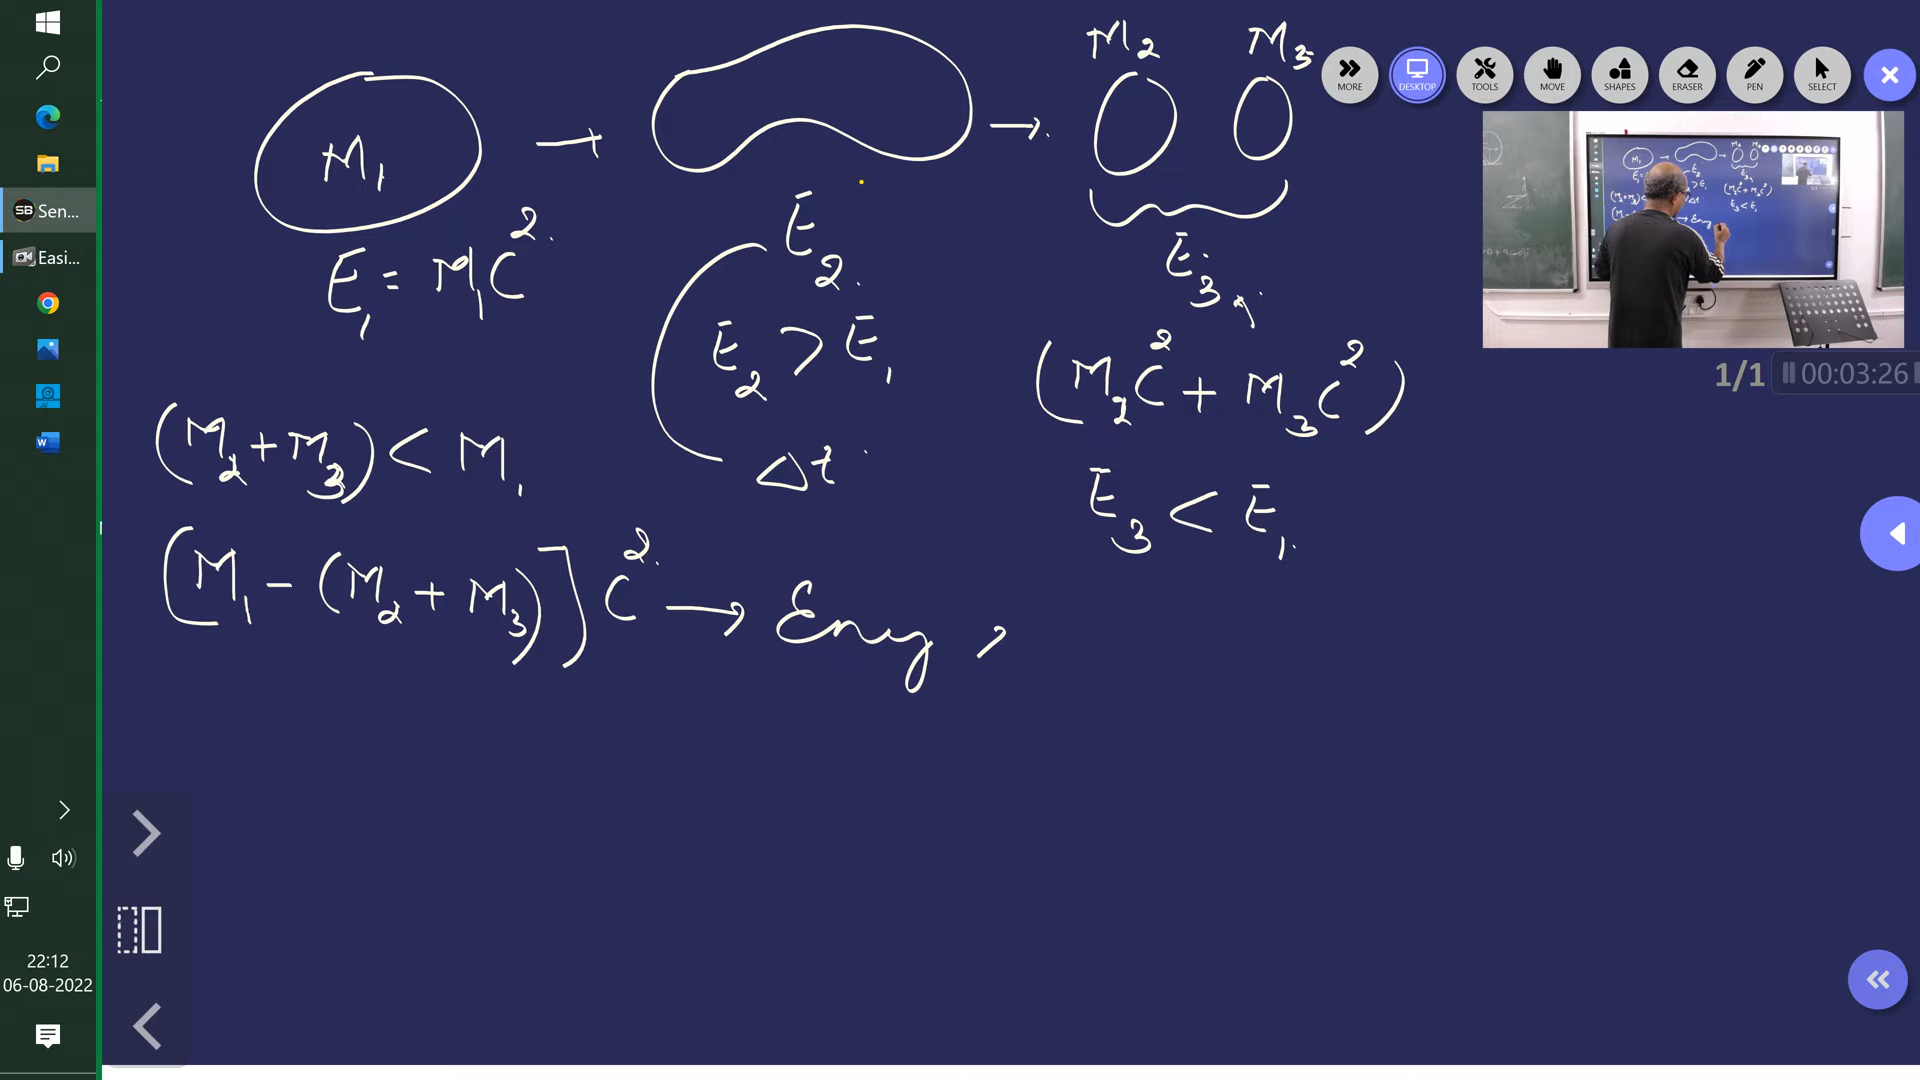 M₂ M₃
M₁ → →
E₁ = M₁C².
E₂.
E₃
E₂ > E₁
(M₂C² + M₃C²)
(M₂ + M₃) < M₁
Δt
E₃ < E₁.
[M₁ - (M₂ + M₃)] C². → Enry
MORE
DESKTOP
TOOLS
MOVE
SHAPES
ERASER
PEN
SELECT
1/1 00:03:26
SB Sen...
Easi...
22:12
06-08-2022